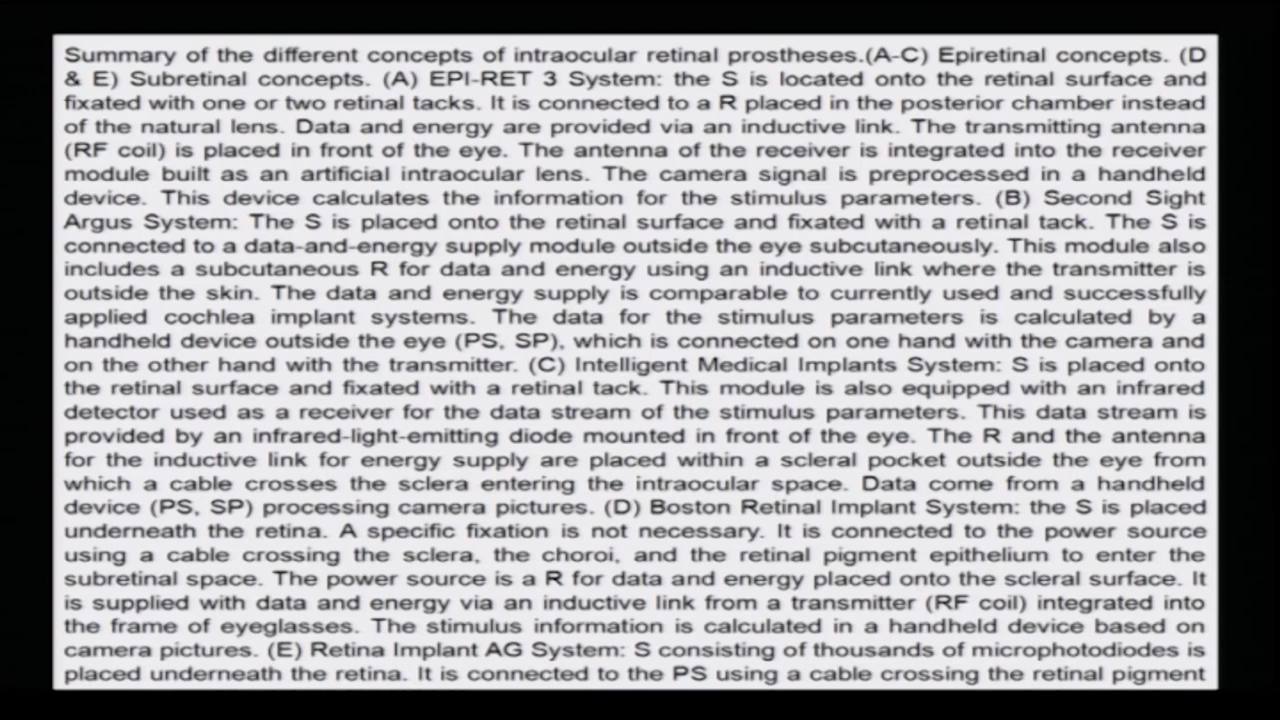 Summary of the different concepts of intraocular retinal prostheses.(A-C) Epiretinal concepts. (D
& E) Subretinal concepts. (A) EPI-RET 3 System: the S is located onto the retinal surface and
fixated with one or two retinal tacks. It is connected to a R placed in the posterior chamber instead
of the natural lens. Data and energy are provided via an inductive link. The transmitting antenna
(RF coil) is placed in front of the eye. The antenna of the receiver is integrated into the receiver
module built as an artificial intraocular lens. The camera signal is preprocessed in a handheld
device. This device calculates the information for the stimulus parameters. (B) Second Sight
Argus System: The S is placed onto the retinal surface and fixated with a retinal tack. The S is
connected to a data-and-energy supply module outside the eye subcutaneously. This module also
includes a subcutaneous R for data and energy using an inductive link where the transmitter is
outside the skin. The data and energy supply is comparable to currently used and successfully
applied cochlea implant systems. The data for the stimulus parameters is calculated by a
handheld device outside the eye (PS, SP), which is connected on one hand with the camera and
on the other hand with the transmitter. (C) Intelligent Medical Implants System: S is placed onto
the retinal surface and fixated with a retinal tack. This module is also equipped with an infrared
detector used as a receiver for the data stream of the stimulus parameters. This data stream is
provided by an infrared-light-emitting diode mounted in front of the eye. The R and the antenna
for the inductive link for energy supply are placed within a scleral pocket outside the eye from
which a cable crosses the sclera entering the intraocular space. Data come from a handheld
device (PS, SP) processing camera pictures. (D) Boston Retinal Implant System: the S is placed
underneath the retina. A specific fixation is not necessary. It is connected to the power source
using a cable crossing the sclera, the choroi, and the retinal pigment epithelium to enter the
subretinal space. The power source is a R for data and energy placed onto the scleral surface. It
is supplied with data and energy via an inductive link from a transmitter (RF coil) integrated into
the frame of eyeglasses. The stimulus information is calculated in a handheld device based on
camera pictures. (E) Retina Implant AG System: S consisting of thousands of microphotodiodes is
placed underneath the retina. It is connected to the PS using a cable crossing the retinal pigment